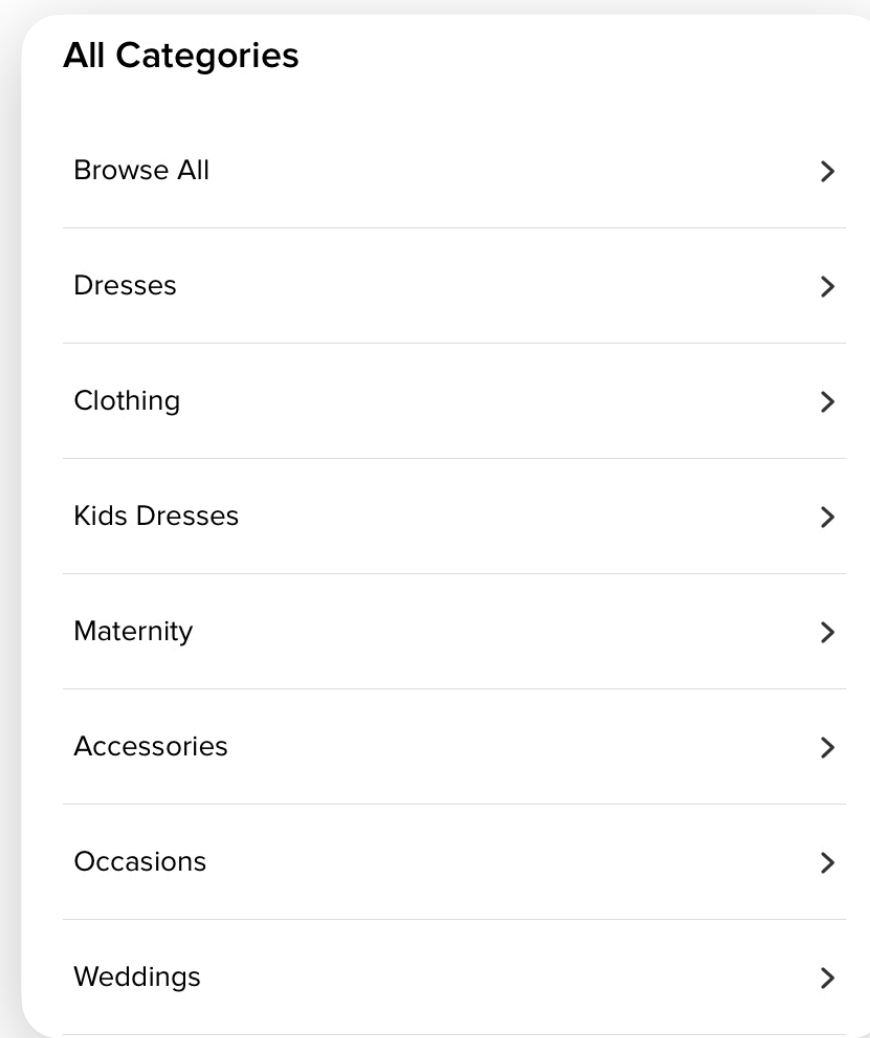 All Categories
Browse All
Dresses
Clothing
Kids Dresses
Maternity
Accessories
Occasions
Weddings